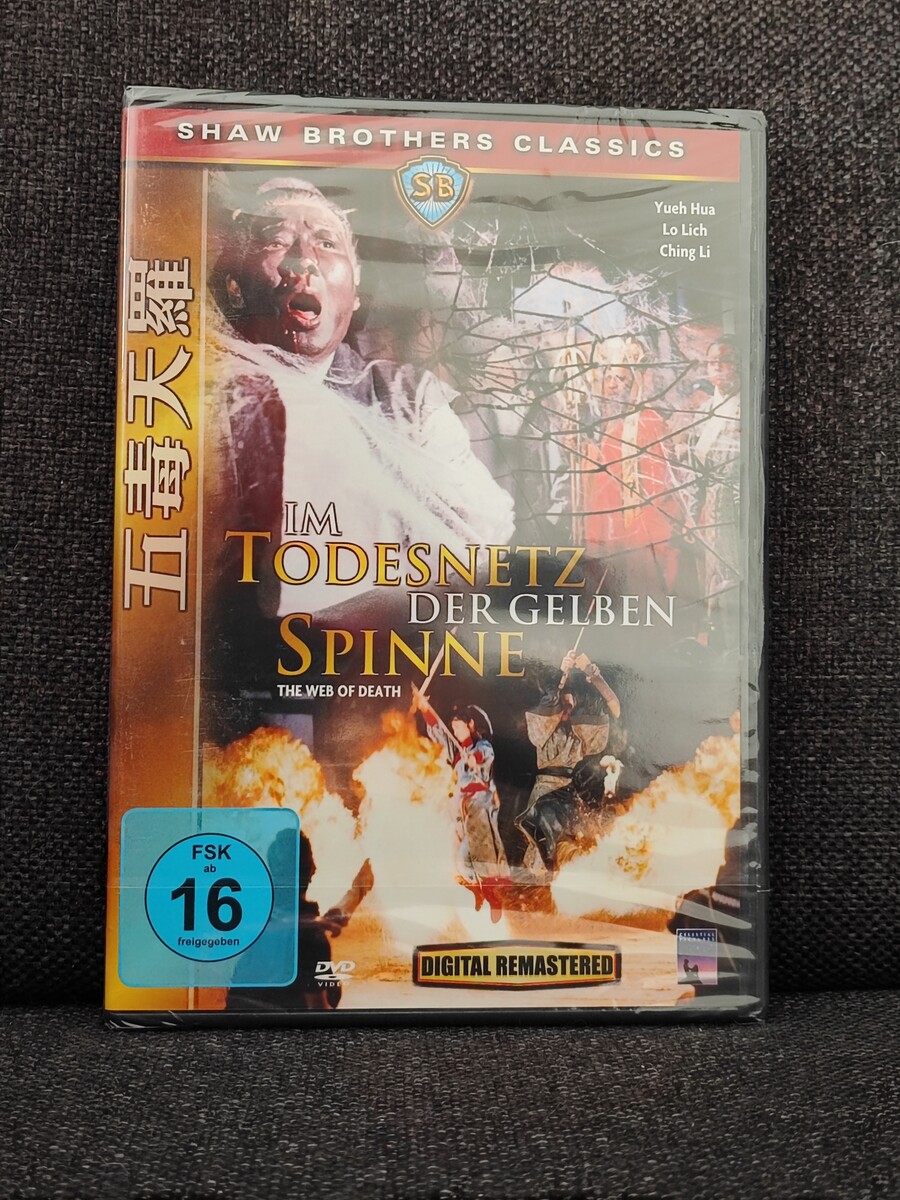 SHAW BROTHERS CLASSICS
SB
Yueh Hua
Lo Lich
Ching Li
五毒天羅
IM
TODESNETZ
DER GELBEN
SPINNE
THE WEB OF DEATH
FSK
ab
16
freigegeben
DVD
VIDEO
DIGITAL REMASTERED